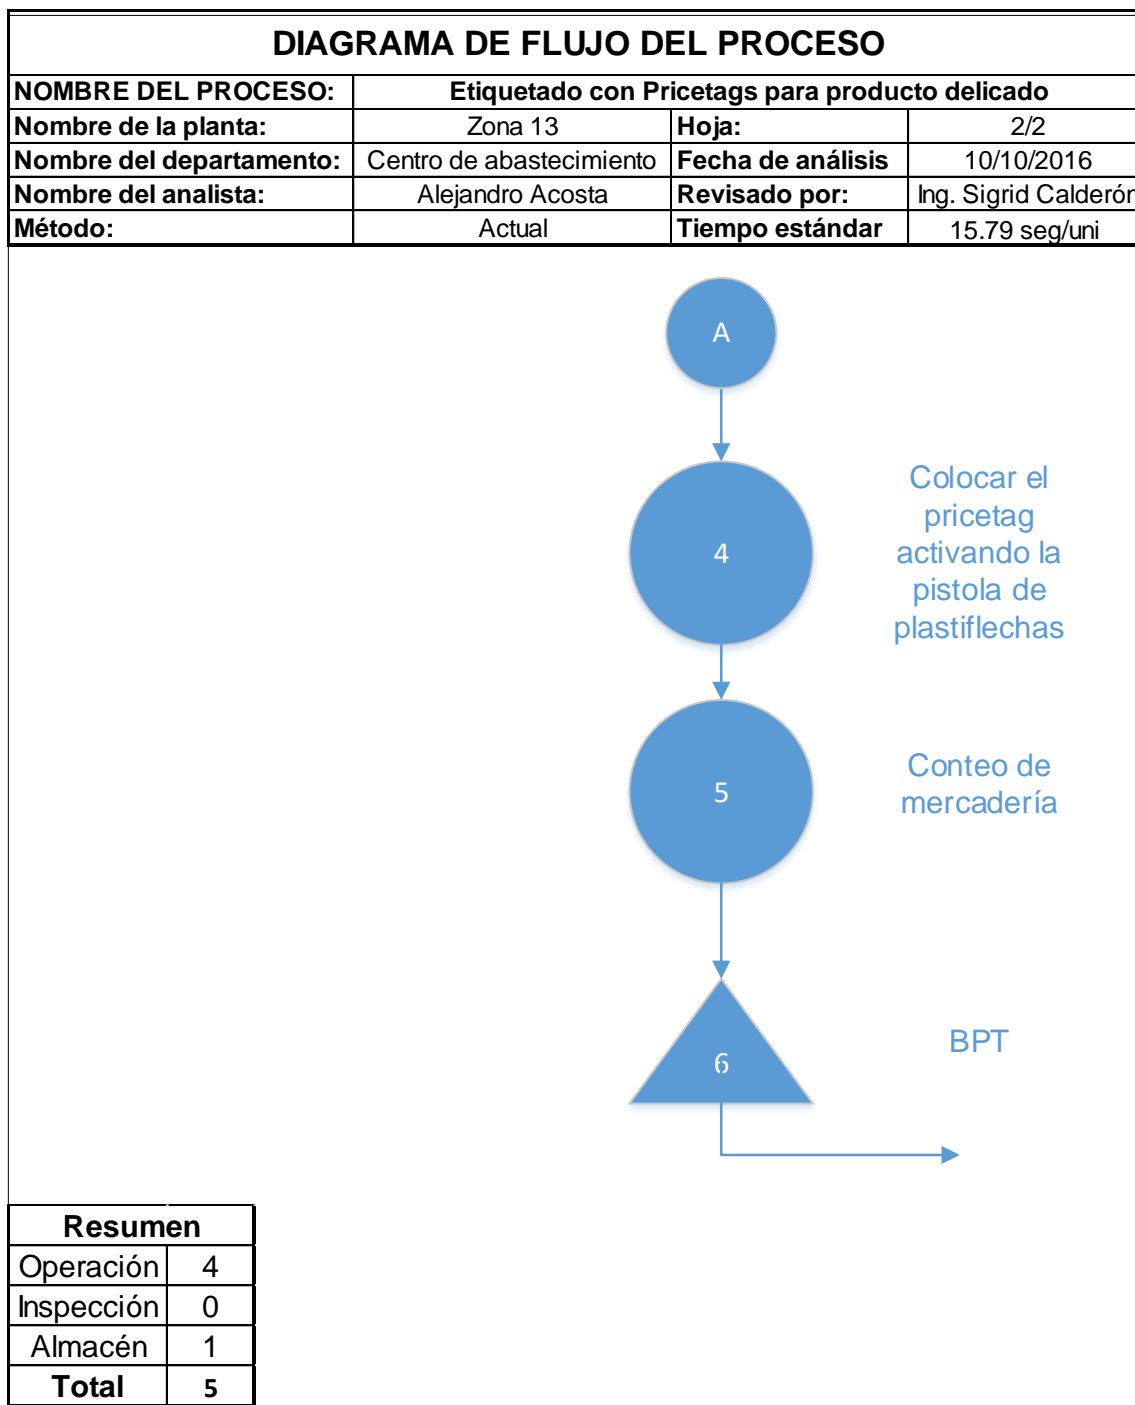 DIAGRAMA DE FLUJO DEL PROCESO
NOMBRE DEL PROCESO: Etiquetado con Pricetags para producto delicado
Nombre de la planta: Zona 13 Hoja: 2/2
Nombre del departamento: Centro de abastecimiento Fecha de análisis 10/10/2016
Nombre del analista: Alejandro Acosta Revisado por: Ing. Sigrid Calderón
Método: Actual Tiempo estándar 15.79 seg/uni
A
4
Colocar el
pricetag
activando la
pistola de
plastiflechas
5
Conteo de
mercadería
6
BPT
Resumen
Operación 4
Inspección 0
Almacén 1
Total 5